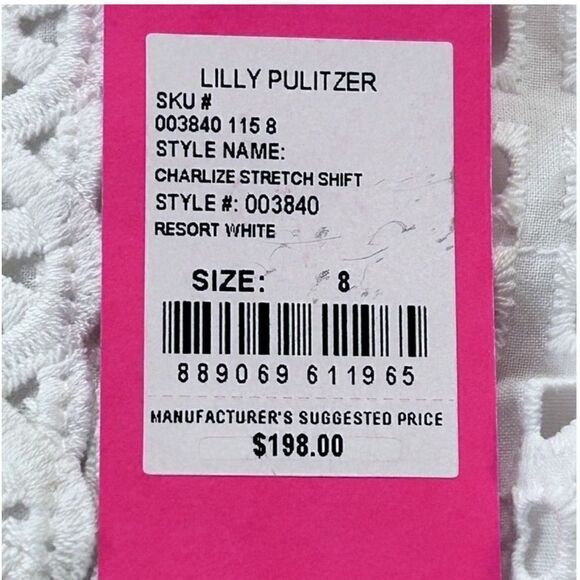 LILLY PULITZER
SKU #
003840 115 8
STYLE NAME:
CHARLIZE STRETCH SHIFT
STYLE #: 003840
RESORT WHITE
SIZE: 8
889069 611965
MANUFACTURER'S SUGGESTED PRICE
$198.00